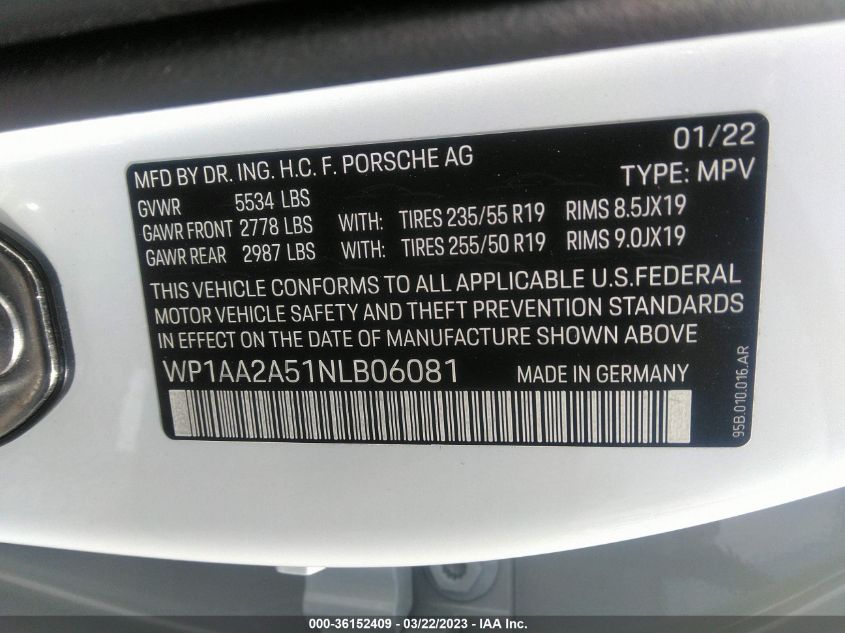 01/22
MFD BY DR. ING. H.C. F. PORSCHE AG
TYPE: MPV
GVWR 5534 LBS
GAWR FRONT 2778 LBS WITH: TIRES 235/55 R19 RIMS 8.5JX19
GAWR REAR 2987 LBS WITH: TIRES 255/50 R19 RIMS 9.0JX19
THIS VEHICLE CONFORMS TO ALL APPLICABLE U.S.FEDERAL
MOTOR VEHICLE SAFETY AND THEFT PREVENTION STANDARDS
IN EFFECT ON THE DATE OF MANUFACTURE SHOWN ABOVE
WP1AA2A51NLB06081 MADE IN GERMANY
95B.010.016.AR
000-36152409 - 03/22/2023 - IAA Inc.